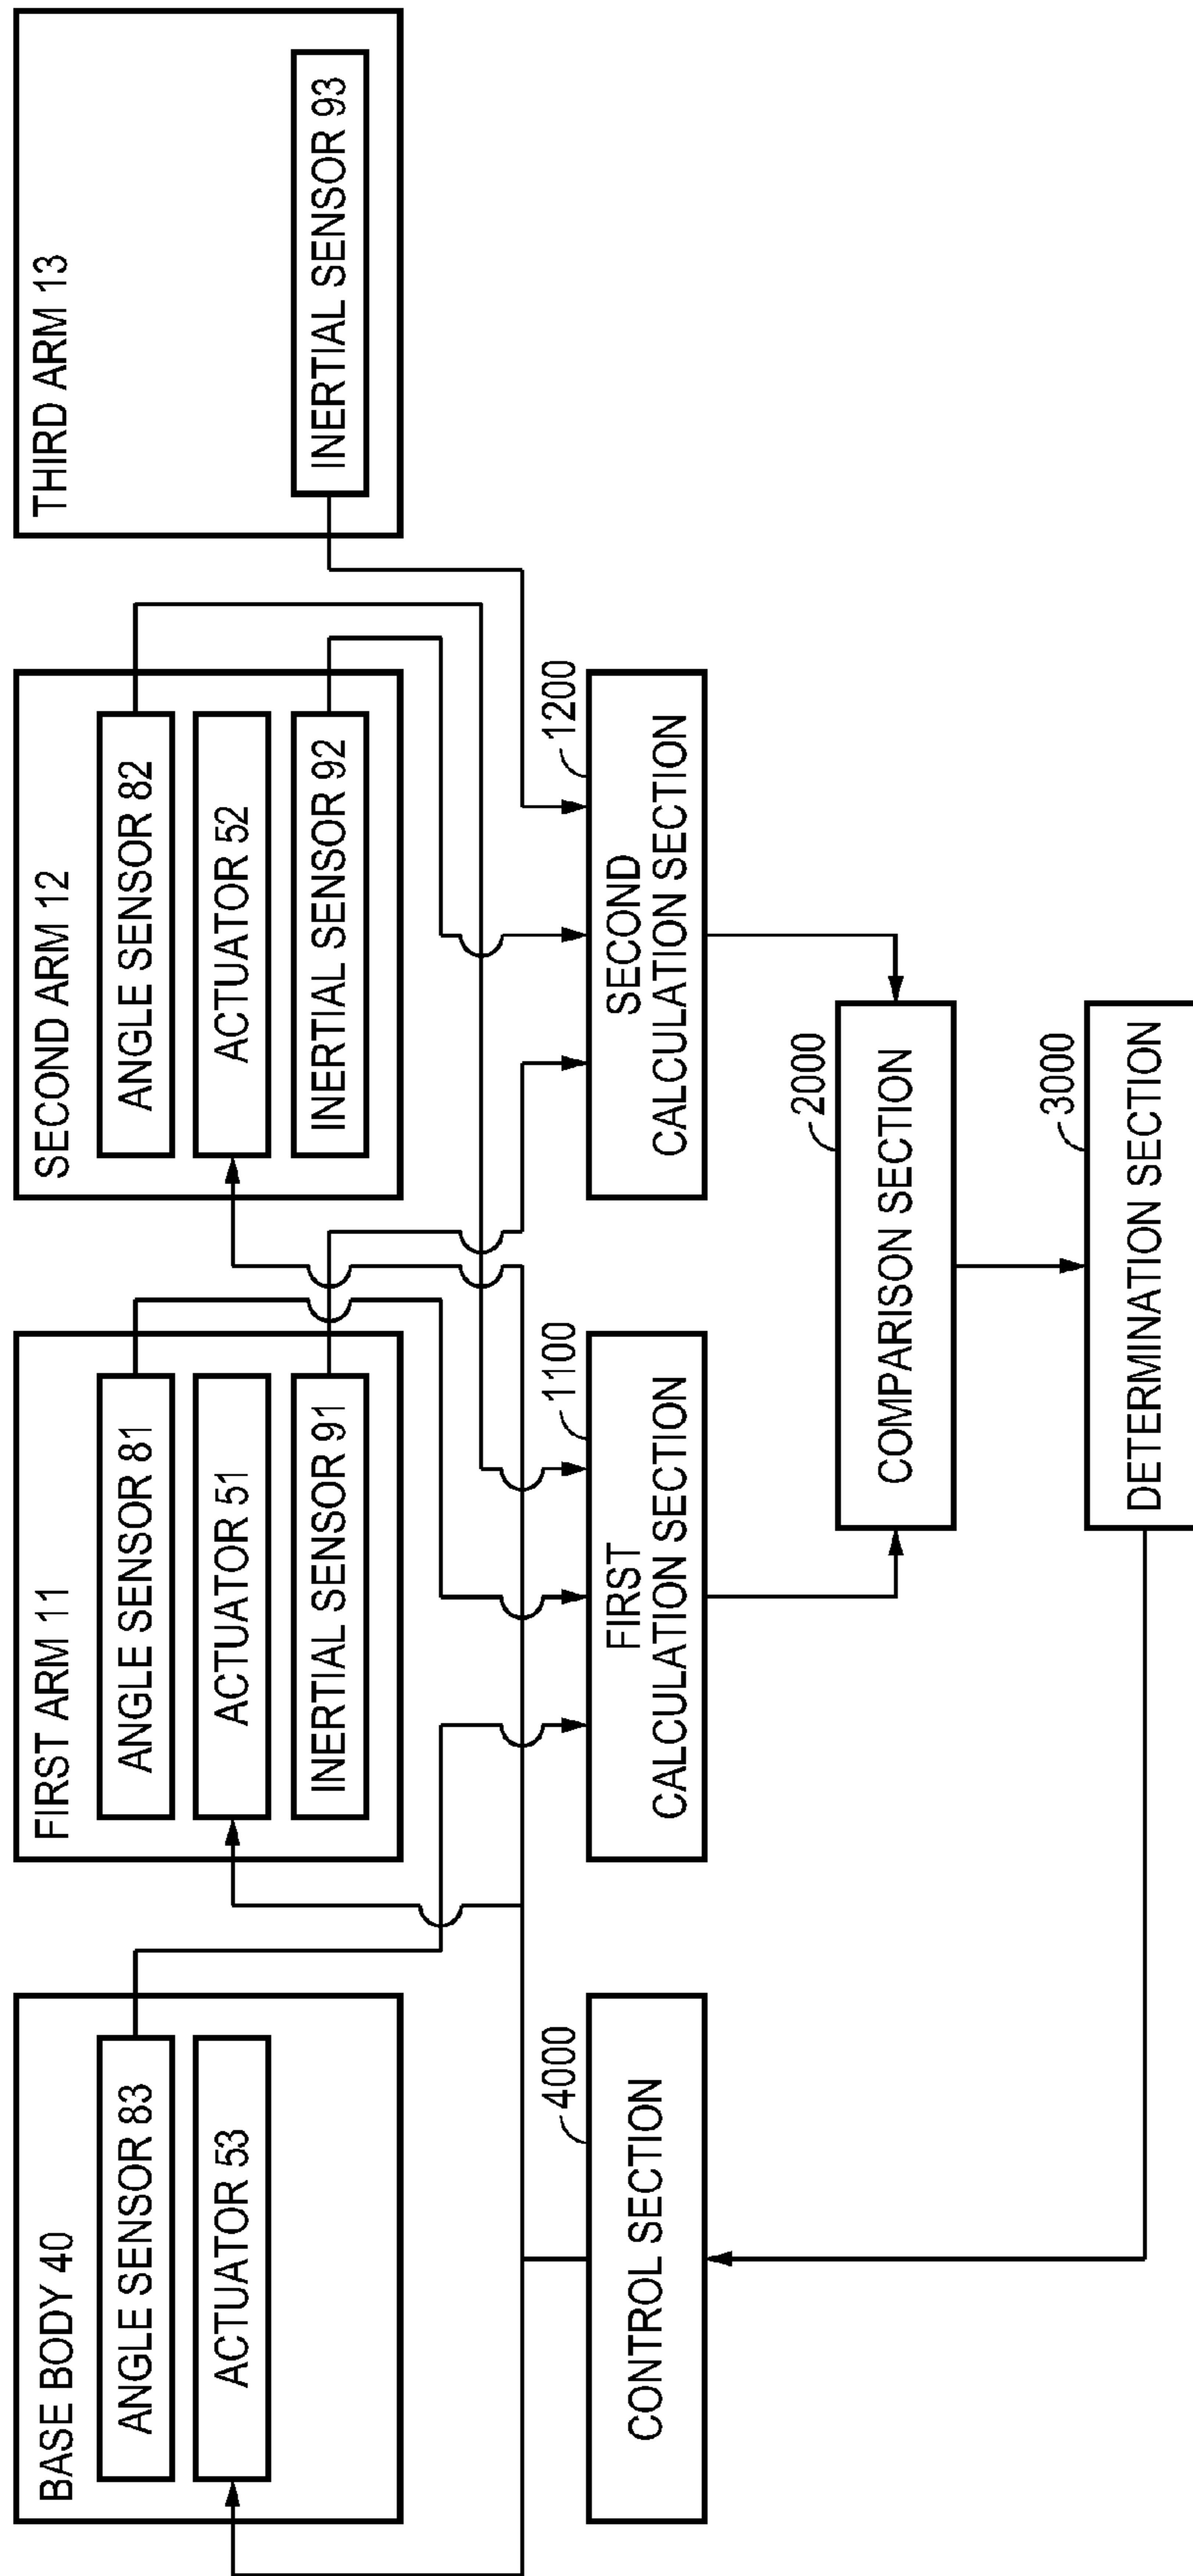 BASE BODY 40
ANGLE SENSOR 83
ACTUATOR 53
FIRST ARM 11
ANGLE SENSOR 81
ACTUATOR 51
INERTIAL SENSOR 91
SECOND ARM 12
ANGLE SENSOR 82
ACTUATOR 52
INERTIAL SENSOR 92
THIRD ARM 13
INERTIAL SENSOR 93
4000
CONTROL SECTION
1100
FIRST
CALCULATION SECTION
1200
SECOND
CALCULATION SECTION
2000
COMPARISON SECTION
3000
DETERMINATION SECTION